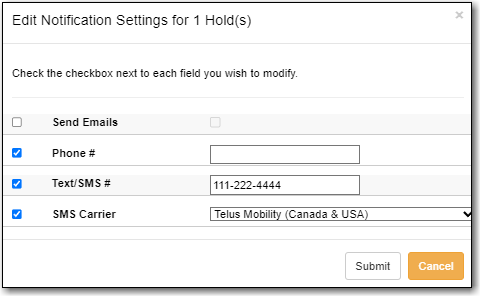 Edit Notification Settings for 1 Hold(s)
×
Check the checkbox next to each field you wish to modify.
Send Emails
Phone #
Text/SMS # 111-222-4444
SMS Carrier Telus Mobility (Canada & USA)
Submit Cancel